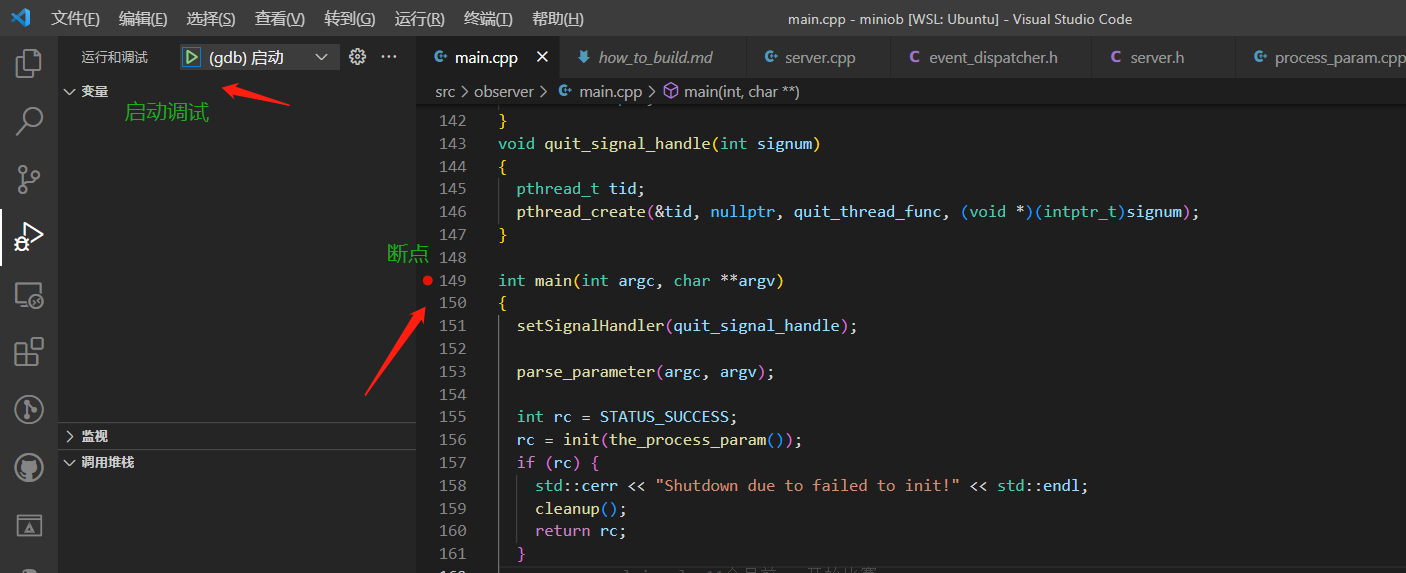 文件(F) 编辑(E) 选择(S) 查看(V) 转到(G) 运行(R) 终端(T) 帮助(H) main.cpp - miniob [WSL: Ubuntu] - Visual Studio Code
运行和调试 (gdb) 启动 main.cpp how_to_build.md server.cpp event_dispatcher.h server.h process_param.cpp
变量
启动调试
监视
调用堆栈
src > observer > main.cpp > main(int, char **)
142 }
143 void quit_signal_handle(int signum)
144 {
145 pthread_t tid;
146 pthread_create(&tid, nullptr, quit_thread_func, (void *)(intptr_t)signum);
147 }
断点
148
149 int main(int argc, char **argv)
150 {
151 setSignalHandler(quit_signal_handle);
152
153 parse_parameter(argc, argv);
154
155 int rc = STATUS_SUCCESS;
156 rc = init(the_process_param());
157 if (rc) {
158 std::cerr << "Shutdown due to failed to init!" << std::endl;
159 cleanup();
160 return rc;
161 }